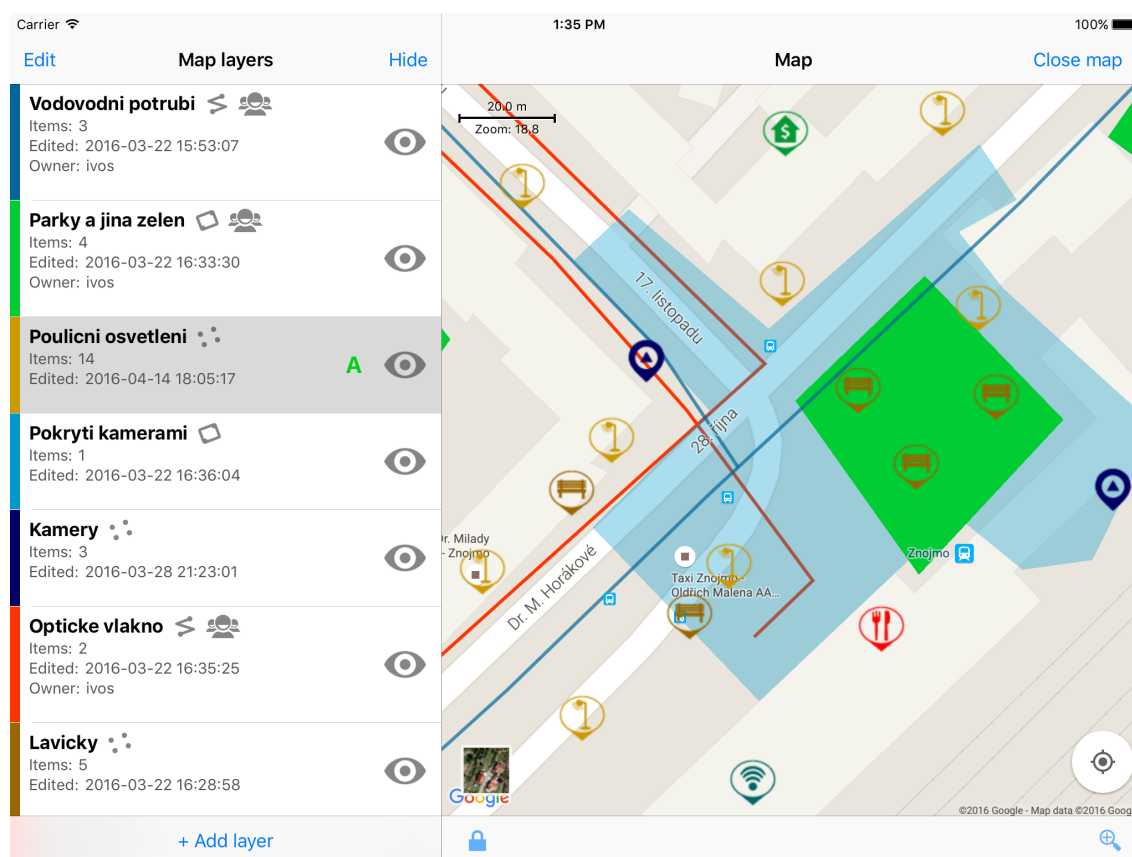 Carrier
1:35 PM
100%
Edit
Map layers
Hide
Map
Close map
Vodovodni potrubi
Items: 3
Edited: 2016-03-22 15:53:07
Owner: ivos
Parky a jina zelen
Items: 4
Edited: 2016-03-22 16:33:30
Owner: ivos
Poulicni osvetleni
Items: 14
Edited: 2016-04-14 18:05:17
A
Pokryti kamerami
Items: 1
Edited: 2016-03-22 16:36:04
Kamery
Items: 3
Edited: 2016-03-28 21:23:01
Opticke vlakno
Items: 2
Edited: 2016-03-22 16:35:25
Owner: ivos
Lavicky
Items: 5
Edited: 2016-03-22 16:28:58
+ Add layer
20.0 m
Zoom: 18.8
$
17. listopadu
28. října
Dr. M. Horákové
Dr. Milady
- Znojmo
Taxi Znojmo -
Oldřich Malena AA...
Znojmo
Google
©2016 Google - Map data ©2016 Goog